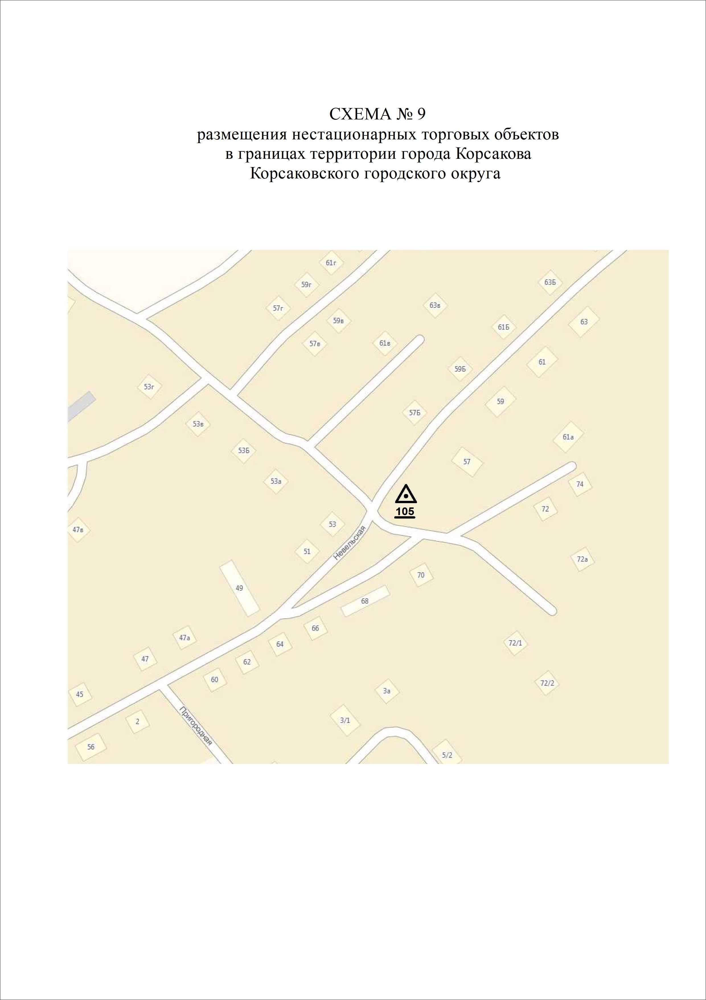 СХЕМА № 9
размещения нестационарных торговых объектов
в границах территории города Корсакова
Корсаковского городского округа
61г
59г
63Б
57г
63в
59в
63
61Б
57в
61в
61
59Б
53г
59
57Б
53в
61а
53Б
57
53а
74
72
105
53
47в
Невельская
51
72а
70
49
68
66
47а
64
72/1
47
62
60
72/2
3а
45
3/1
2
Пригородная
56
5/2